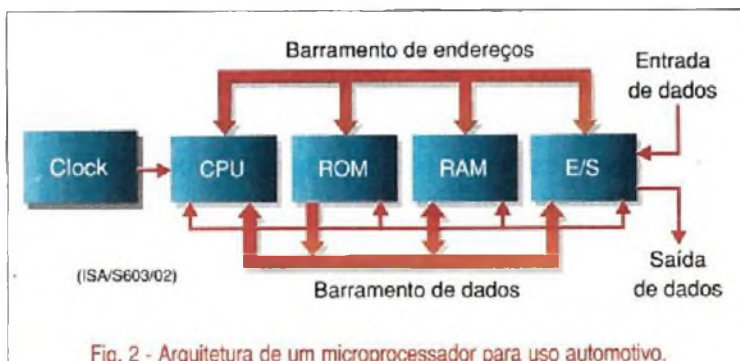 Barramento de endereços
Entrada
de dados
Clock
CPU
ROM
RAM
E/S
(ISA/S603/02)
Barramento de dados
Saída
de dados
Fig. 2 - Arquitetura de um microprocessador para uso automotivo.